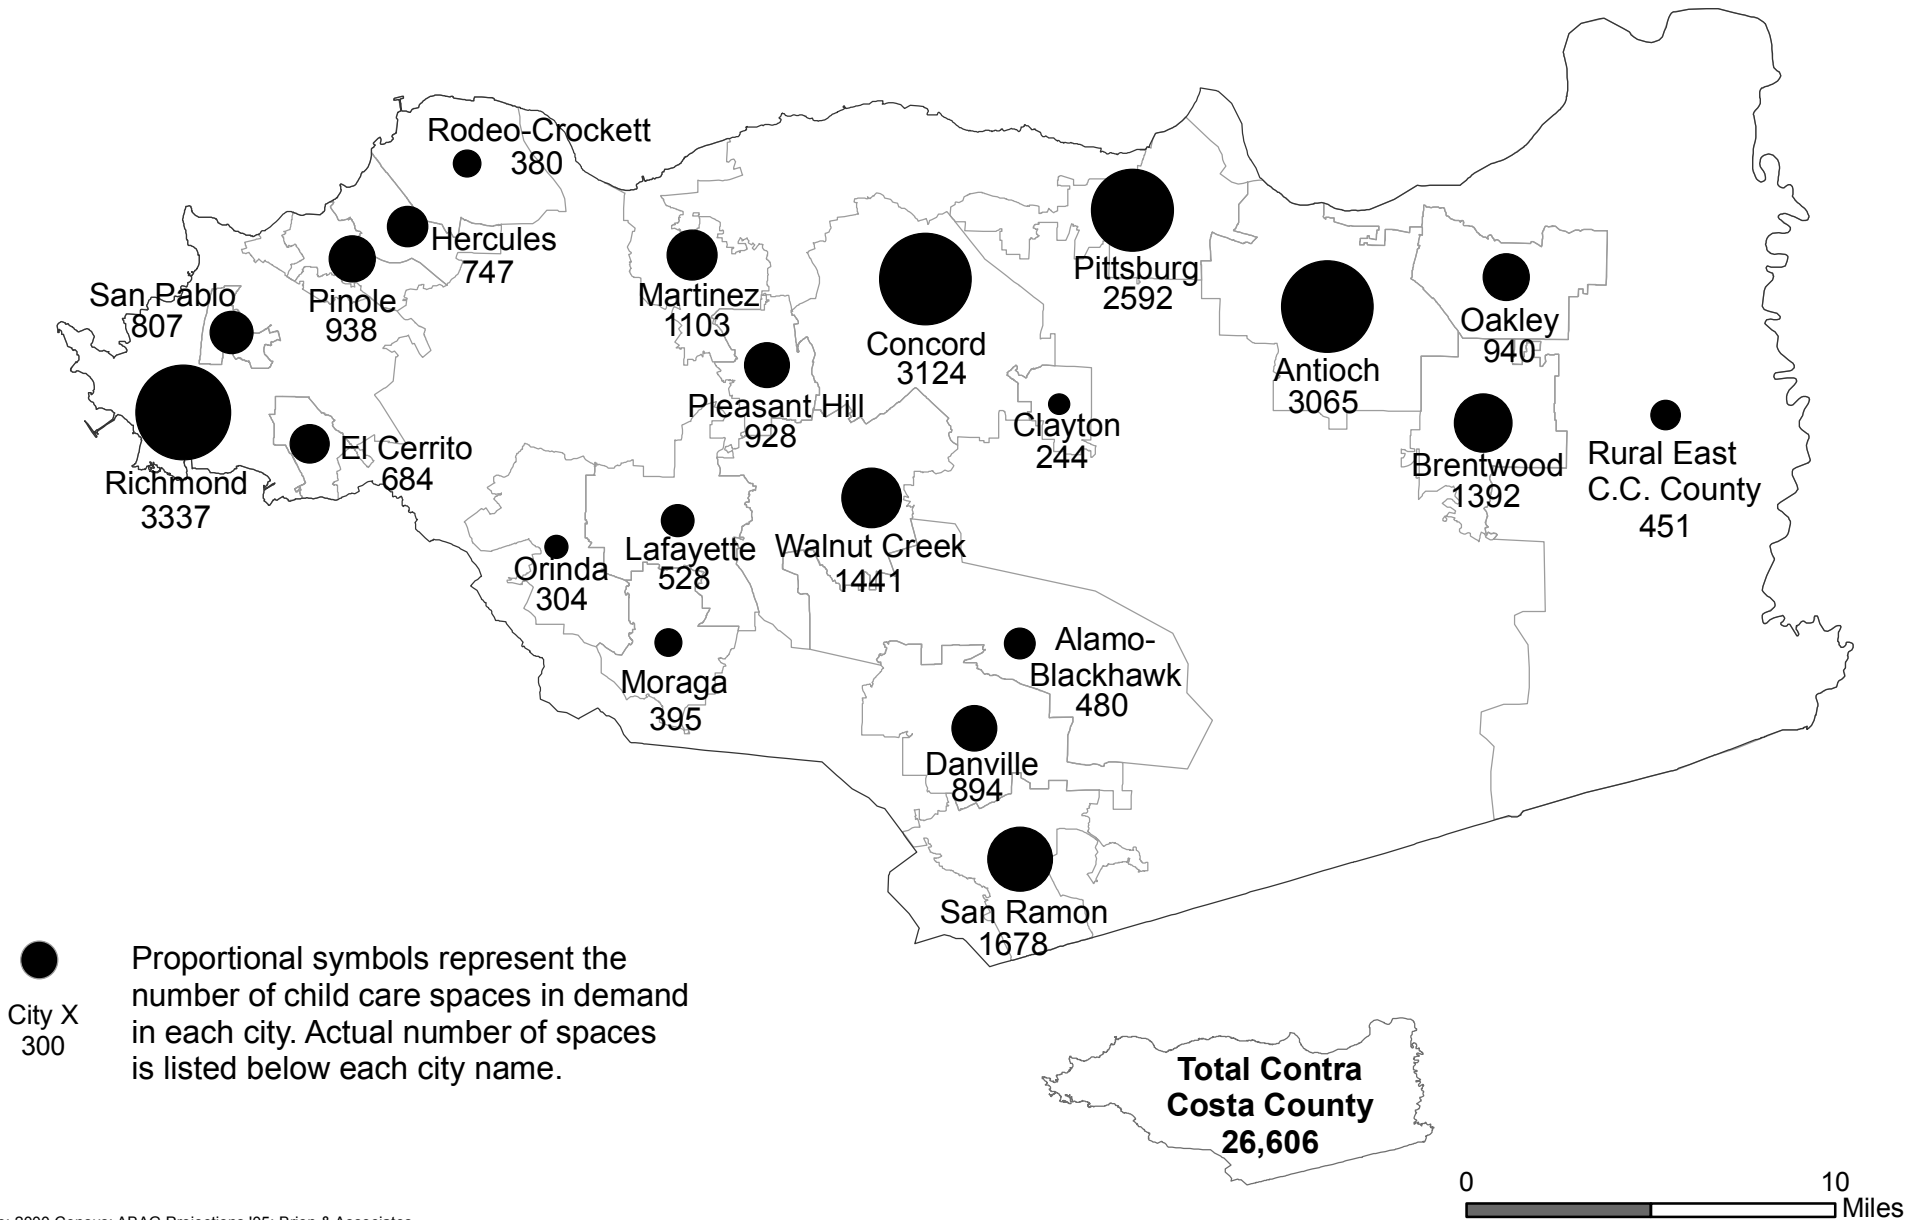 Rodeo-Crockett
380
Hercules
747
Pinole
938
San Pablo
807
Richmond
3337
El Cerrito
684
Martinez
1103
Pleasant Hill
928
Concord
3124
Clayton
244
Pittsburg
2592
Antioch
3065
Oakley
940
Brentwood
1392
Rural East
C.C. County
451
Orinda
304
Lafayette
528
Moraga
395
Walnut Creek
1441
Alamo-
Blackhawk
480
Danville
894
San Ramon
1678
City X
300
Proportional symbols represent the
number of child care spaces in demand
in each city. Actual number of spaces
is listed below each city name.
Total Contra
Costa County
26,606
0 10
Miles